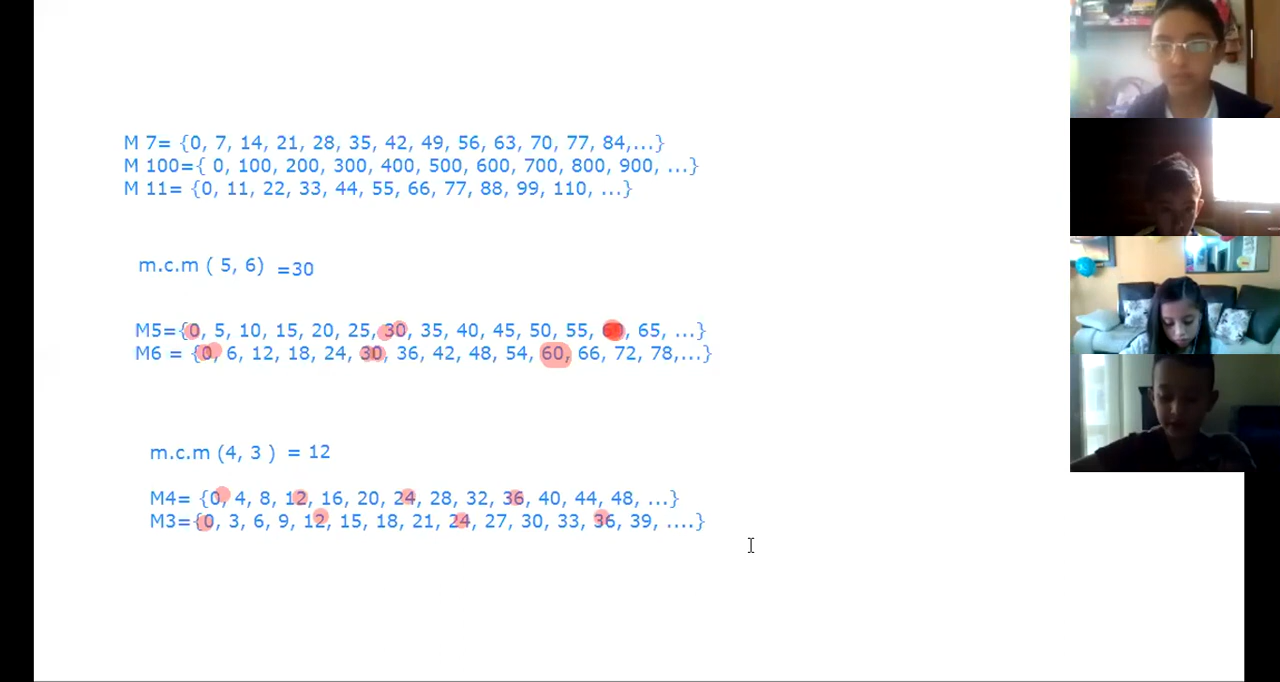 M 7= {0, 7, 14, 21, 28, 35, 42, 49, 56, 63, 70, 77, 84,...}
M 100={ 0, 100, 200, 300, 400, 500, 600, 700, 800, 900, ...}
M 11= {0, 11, 22, 33, 44, 55, 66, 77, 88, 99, 110, ...}
m.c.m ( 5, 6) =30
M5={0, 5, 10, 15, 20, 25, 30, 35, 40, 45, 50, 55, 60, 65, ...}
M6 = {0, 6, 12, 18, 24, 30, 36, 42, 48, 54, 60, 66, 72, 78,...}
m.c.m (4, 3 ) = 12
M4= {0, 4, 8, 12, 16, 20, 24, 28, 32, 36, 40, 44, 48, ...}
M3={0, 3, 6, 9, 12, 15, 18, 21, 24, 27, 30, 33, 36, 39, ....}